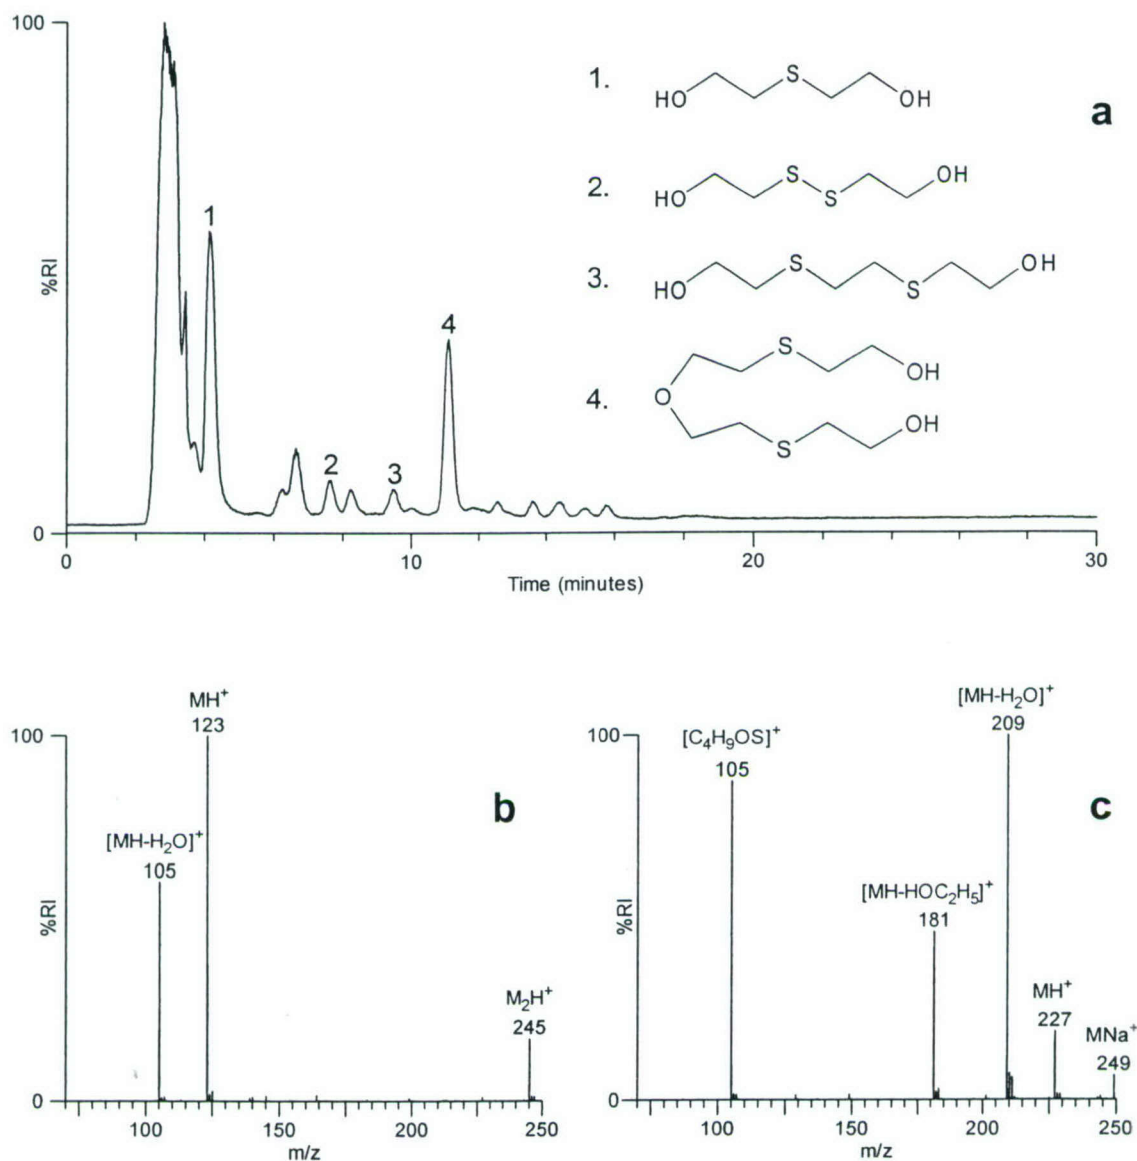 100
%RI
0
0
10
20
30
Time (minutes)
1
2
3
4
a
1.
HO
S
OH
2.
HO
S
S
OH
3.
HO
S
S
OH
4.
S
OH
O
OH
S
b
100
%RI
0
[MH-H₂O]⁺
105
MH⁺
123
M₂H⁺
245
100
150
200
250
m/z
c
100
%RI
0
[C₄H₉OS]⁺
105
[MH-HOC₂H₅]⁺
181
[MH-H₂O]⁺
209
MH⁺
227
MNa⁺
249
100
150
200
250
m/z